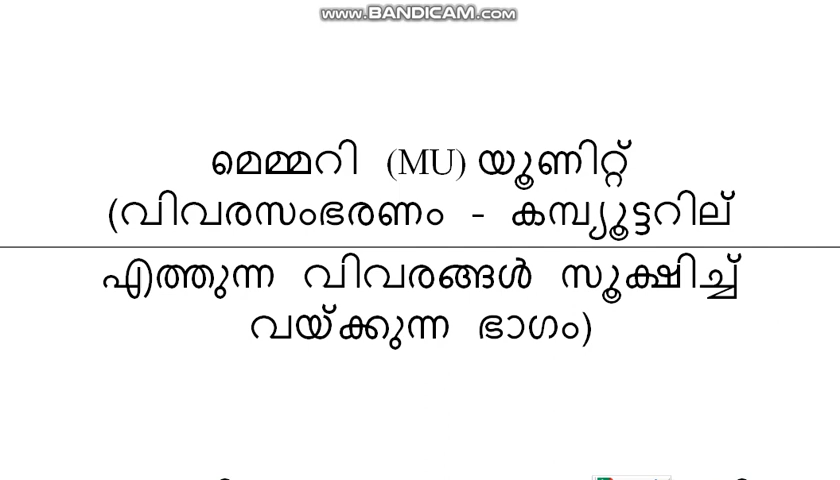 www.BANDICAM.com
മെമ്മറി (MU) യൂണിറ്റ്
(വിവരസംഭരണം - കമ്പ്യൂട്ടറില്
എത്തുന്ന വിവരങ്ങൾ സൂക്ഷിച്ച്
വയ്ക്കുന്ന ഭാഗം)